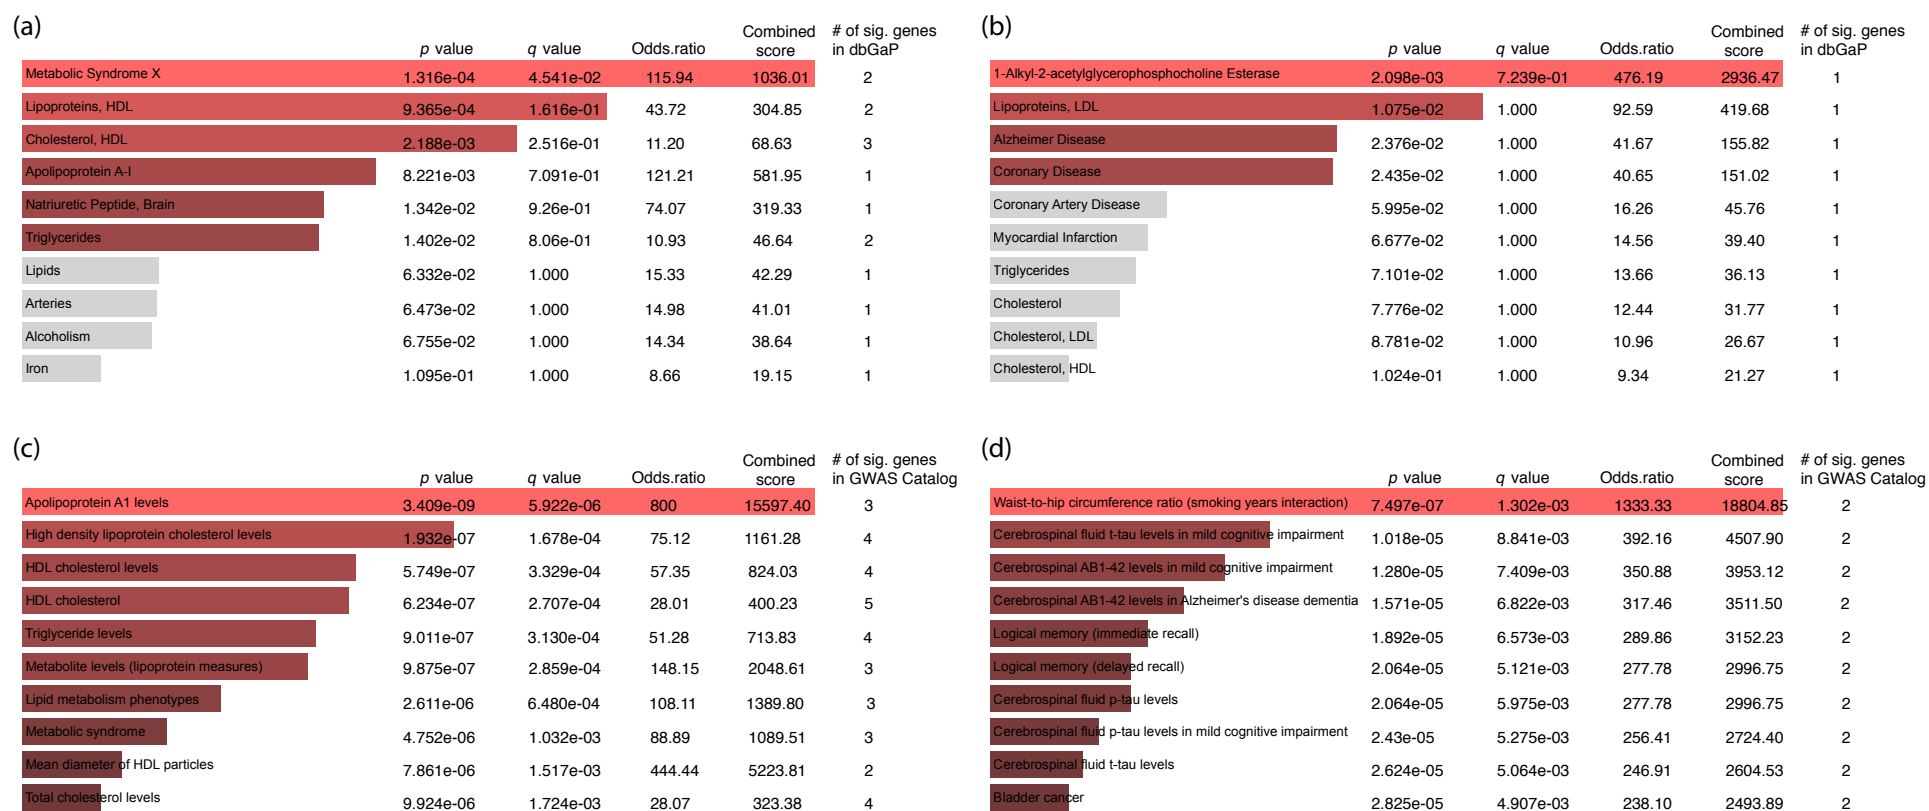 (a)
p value q value Odds.ratio Combined score # of sig. genes in dbGaP
Metabolic Syndrome X 1.316e-04 4.541e-02 115.94 1036.01 2
Lipoproteins, HDL 9.365e-04 1.616e-01 43.72 304.85 2
Cholesterol, HDL 2.188e-03 2.516e-01 11.20 68.63 3
Apolipoprotein A-I 8.221e-03 7.091e-01 121.21 581.95 1
Natriuretic Peptide, Brain 1.342e-02 9.26e-01 74.07 319.33 1
Triglycerides 1.402e-02 8.06e-01 10.93 46.64 2
Lipids 6.332e-02 1.000 15.33 42.29 1
Arteries 6.473e-02 1.000 14.98 41.01 1
Alcoholism 6.755e-02 1.000 14.34 38.64 1
Iron 1.095e-01 1.000 8.66 19.15 1
(b)
p value q value Odds.ratio Combined score # of sig. genes in dbGaP
1-Alkyl-2-acetylglycerophosphocholine Esterase 2.098e-03 7.239e-01 476.19 2936.47 1
Lipoproteins, LDL 1.075e-02 1.000 92.59 419.68 1
Alzheimer Disease 2.376e-02 1.000 41.67 155.82 1
Coronary Disease 2.435e-02 1.000 40.65 151.02 1
Coronary Artery Disease 5.995e-02 1.000 16.26 45.76 1
Myocardial Infarction 6.677e-02 1.000 14.56 39.40 1
Triglycerides 7.101e-02 1.000 13.66 36.13 1
Cholesterol 7.776e-02 1.000 12.44 31.77 1
Cholesterol, LDL 8.781e-02 1.000 10.96 26.67 1
Cholesterol, HDL 1.024e-01 1.000 9.34 21.27 1
(c)
p value q value Odds.ratio Combined score # of sig. genes in GWAS Catalog
Apolipoprotein A1 levels 3.409e-09 5.922e-06 800 15597.40 3
High density lipoprotein cholesterol levels 1.932e-07 1.678e-04 75.12 1161.28 4
HDL cholesterol levels 5.749e-07 3.329e-04 57.35 824.03 4
HDL cholesterol 6.234e-07 2.707e-04 28.01 400.23 5
Triglyceride levels 9.011e-07 3.130e-04 51.28 713.83 4
Metabolite levels (lipoprotein measures) 9.875e-07 2.859e-04 148.15 2048.61 3
Lipid metabolism phenotypes 2.611e-06 6.480e-04 108.11 1389.80 3
Metabolic syndrome 4.752e-06 1.032e-03 88.89 1089.51 3
Mean diameter of HDL particles 7.861e-06 1.517e-03 444.44 5223.81 2
Total cholesterol levels 9.924e-06 1.724e-03 28.07 323.38 4
(d)
p value q value Odds.ratio Combined score # of sig. genes in GWAS Catalog
Waist-to-hip circumference ratio (smoking years interaction) 7.497e-07 1.302e-03 1333.33 18804.85 2
Cerebrospinal fluid t-tau levels in mild cognitive impairment 1.018e-05 8.841e-03 392.16 4507.90 2
Cerebrospinal AB1-42 levels in mild cognitive impairment 1.280e-05 7.409e-03 350.88 3953.12 2
Cerebrospinal AB1-42 levels in Alzheimer's disease dementia 1.571e-05 6.822e-03 317.46 3511.50 2
Logical memory (immediate recall) 1.892e-05 6.573e-03 289.86 3152.23 2
Logical memory (delayed recall) 2.064e-05 5.121e-03 277.78 2996.75 2
Cerebrospinal fluid p-tau levels 2.064e-05 5.975e-03 277.78 2996.75 2
Cerebrospinal fluid p-tau levels in mild cognitive impairment 2.43e-05 5.275e-03 256.41 2724.40 2
Cerebrospinal fluid t-tau levels 2.624e-05 5.064e-03 246.91 2604.53 2
Bladder cancer 2.825e-05 4.907e-03 238.10 2493.89 2